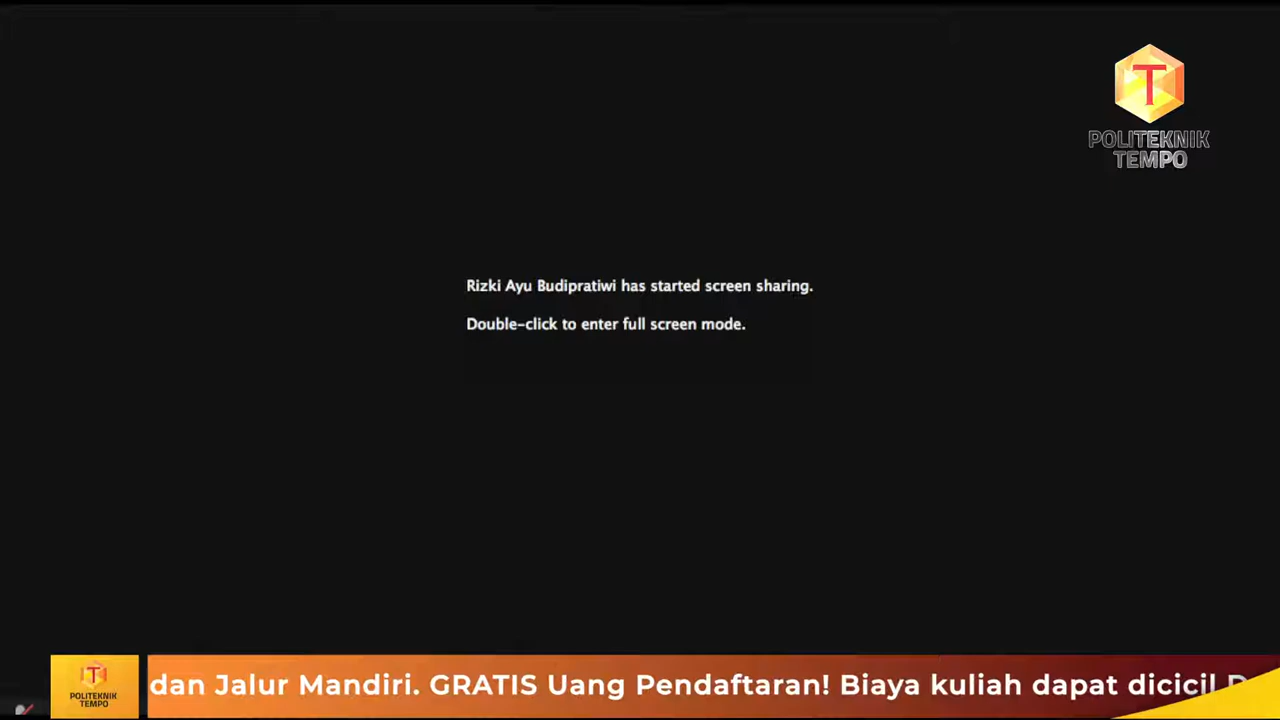 T
POLITEKNIK
TEMPO
Rizki Ayu Budipratiwi has started screen sharing.
Double-click to enter full screen mode.
T
POLITEKNIK
TEMPO
dan Jalur Mandiri. GRATIS Uang Pendaftaran! Biaya kuliah dapat dicicil